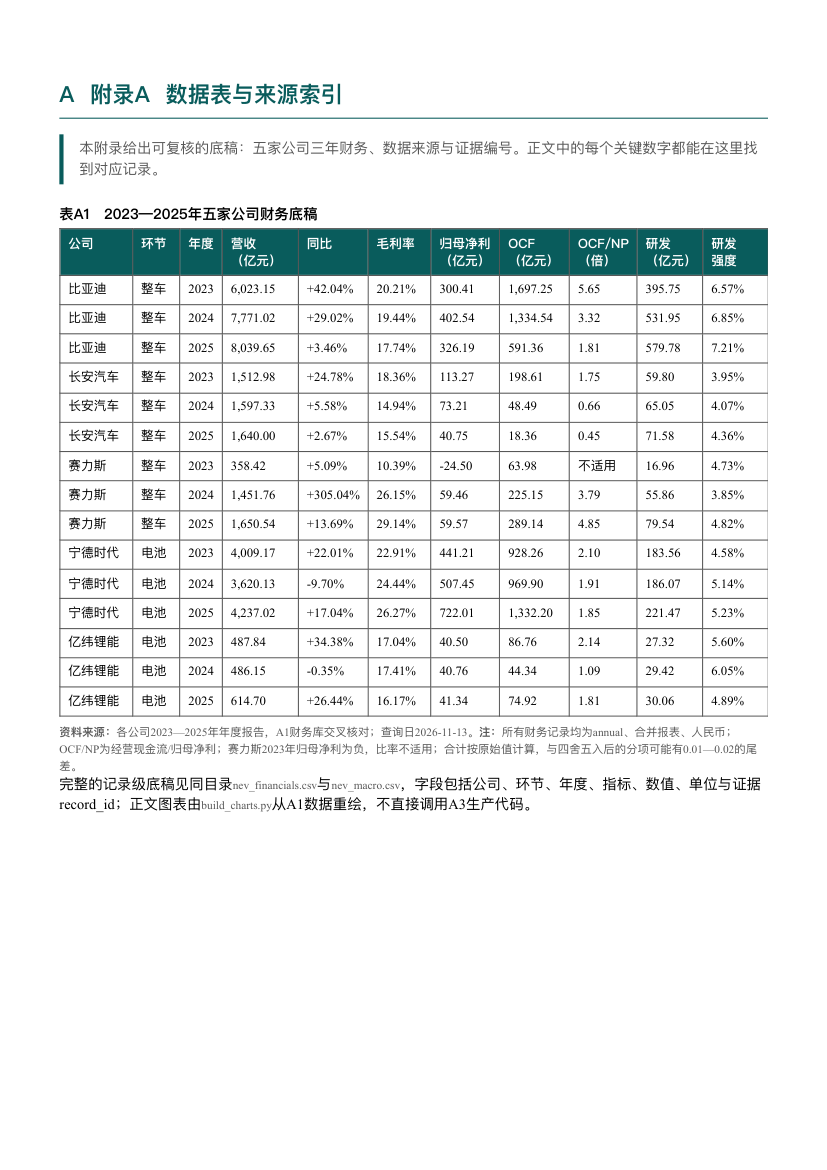 A 附录A 数据表与来源索引
本附录给出可复核的底稿：五家公司三年财务、数据来源与证据编号。正文中的每个关键数字都能在这里找
到对应记录。
表A1 2023—2025年五家公司财务底稿
公司 环节 年度 营收 同比 毛利率 归母净利 OCF OCF/NP 研发 研发
（亿元） （亿元） （亿元） （倍） （亿元） 强度
比亚迪 整车 2023 6,023.15 +42.04% 20.21% 300.41 1,697.25 5.65 395.75 6.57%
比亚迪 整车 2024 7,771.02 +29.02% 19.44% 402.54 1,334.54 3.32 531.95 6.85%
比亚迪 整车 2025 8,039.65 +3.46% 17.74% 326.19 591.36 1.81 579.78 7.21%
长安汽车 整车 2023 1,512.98 +24.78% 18.36% 113.27 198.61 1.75 59.80 3.95%
长安汽车 整车 2024 1,597.33 +5.58% 14.94% 73.21 48.49 0.66 65.05 4.07%
长安汽车 整车 2025 1,640.00 +2.67% 15.54% 40.75 18.36 0.45 71.58 4.36%
赛力斯 整车 2023 358.42 +5.09% 10.39% -24.50 63.98 不适用 16.96 4.73%
赛力斯 整车 2024 1,451.76 +305.04% 26.15% 59.46 225.15 3.79 55.86 3.85%
赛力斯 整车 2025 1,650.54 +13.69% 29.14% 59.57 289.14 4.85 79.54 4.82%
宁德时代 电池 2023 4,009.17 +22.01% 22.91% 441.21 928.26 2.10 183.56 4.58%
宁德时代 电池 2024 3,620.13 -9.70% 24.44% 507.45 969.90 1.91 186.07 5.14%
宁德时代 电池 2025 4,237.02 +17.04% 26.27% 722.01 1,332.20 1.85 221.47 5.23%
亿纬锂能 电池 2023 487.84 +34.38% 17.04% 40.50 86.76 2.14 27.32 5.60%
亿纬锂能 电池 2024 486.15 -0.35% 17.41% 40.76 44.34 1.09 29.42 6.05%
亿纬锂能 电池 2025 614.70 +26.44% 16.17% 41.34 74.92 1.81 30.06 4.89%
资料来源：各公司2023—2025年年度报告，A1财务库交叉核对；查询日2026-11-13。注：所有财务记录均为annual、合并报表、人民币；
OCF/NP为经营现金流/归母净利；赛力斯2023年归母净利为负，比率不适用；合计按原始值计算，与四舍五入后的分项可能有0.01—0.02的尾
差。
完整的记录级底稿见同目录nev_financials.csv与nev_macro.csv，字段包括公司、环节、年度、指标、数值、单位与证据
record_id；正文图表由build_charts.py从A1数据重绘，不直接调用A3生产代码。